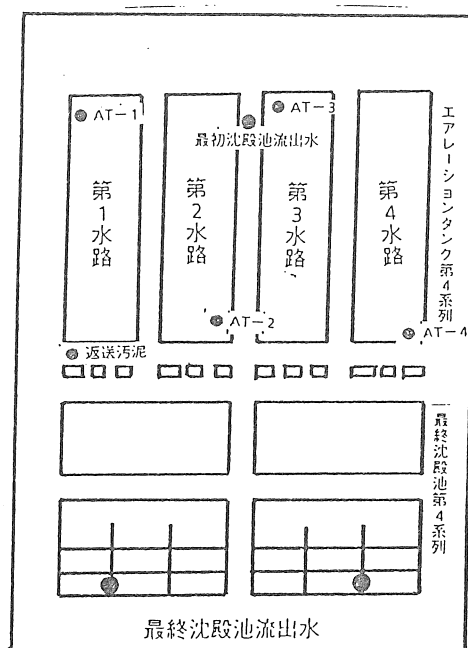 AT-1
AT-3
最初沈殿池流出水
第1水路
第2水路
第3水路
第4水路
エアレーションタンク第4系列
AT-2
AT-4
返送汚泥
最終沈殿池第4系列
最終沈殿池流出水